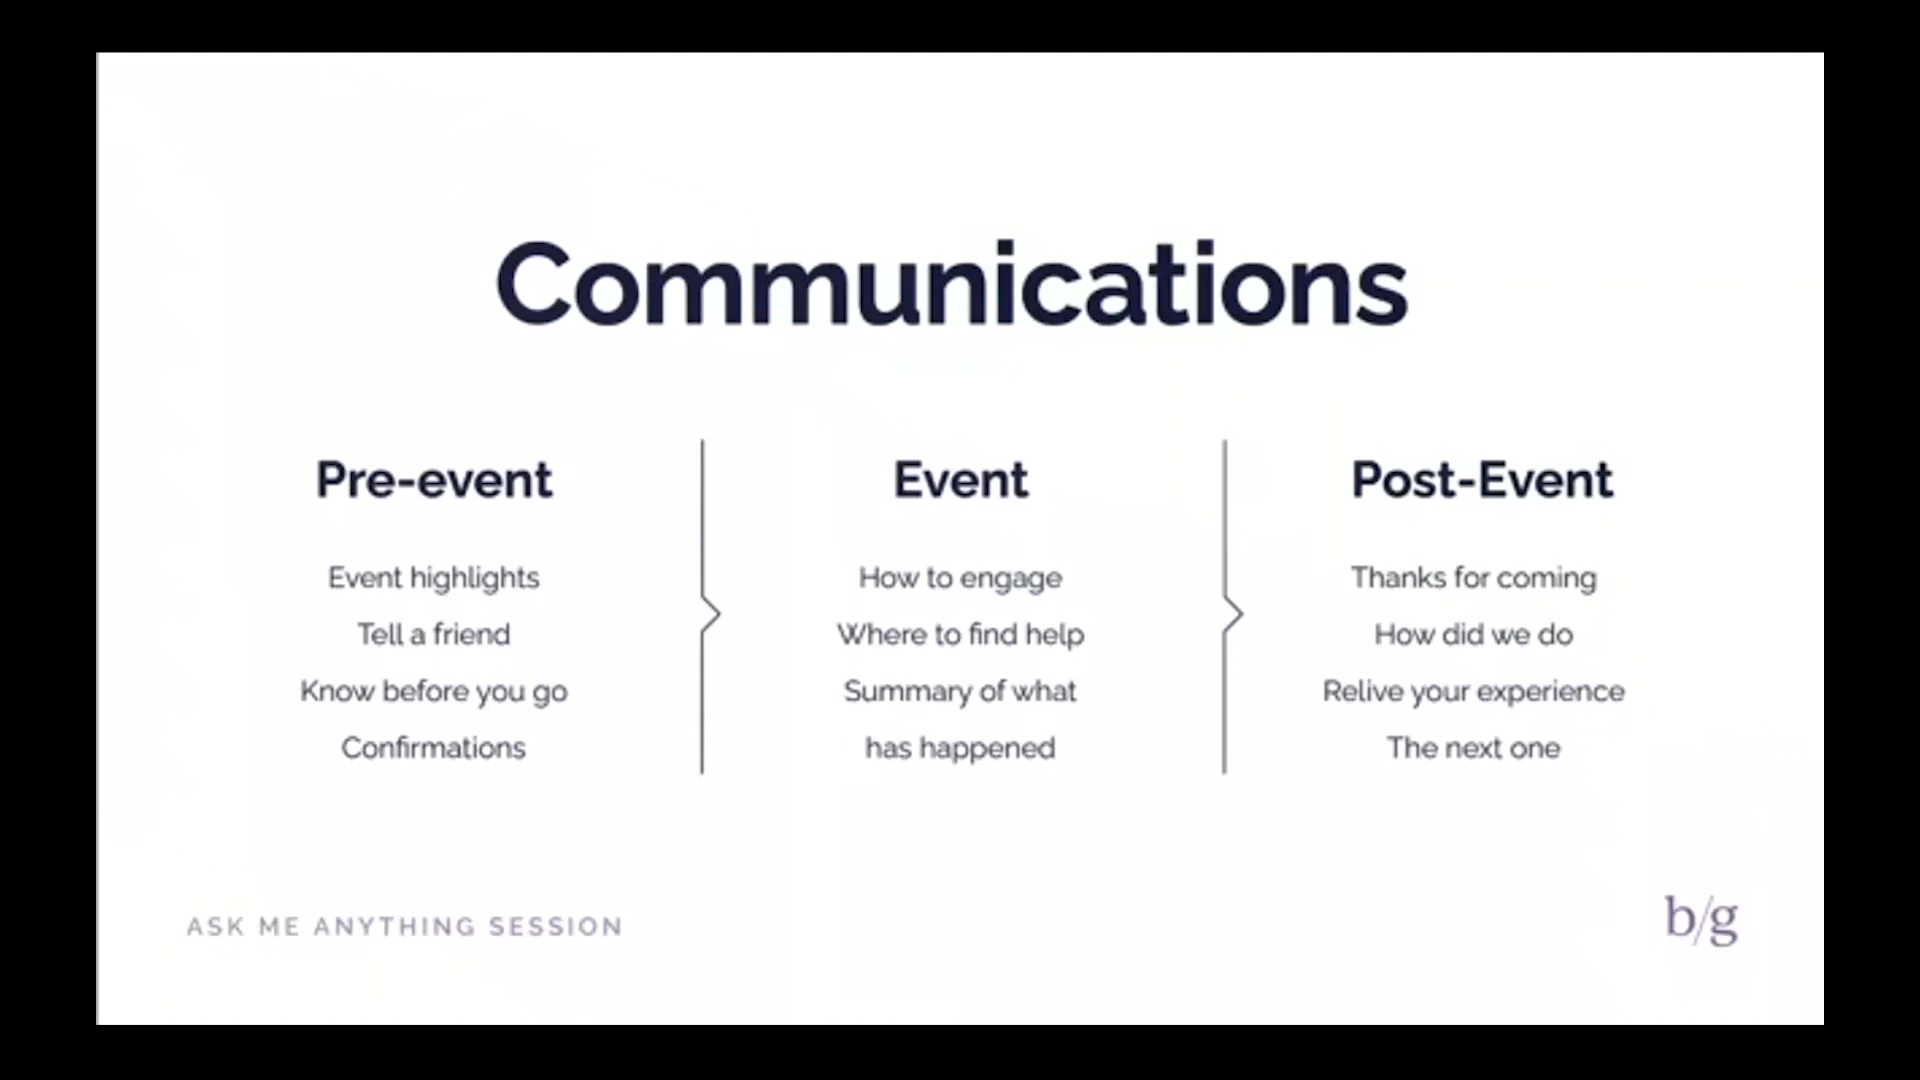 Communications
Pre-event
Event highlights
Tell a friend
Know before you go
Confirmations
Event
How to engage
Where to find help
Summary of what
has happened
Post-Event
Thanks for coming
How did we do
Relive your experience
The next one
ASK ME ANYTHING SESSION
b/g